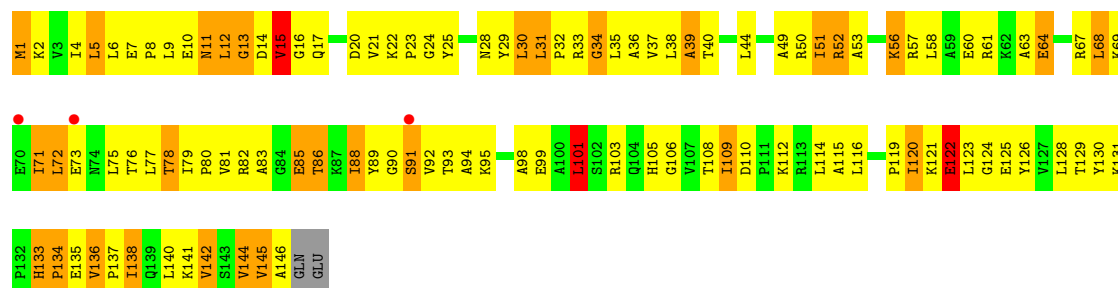 M1 K2 V3 I4 L5 L6 E7 P8 L9 E10 N11 L12 G13 D14 V15 G16 Q17 D20 V21 K22 P23 G24 Y25 N28 Y29 L30 L31 P32 R33 G34 L35 A36 V37 L38 A39 T40 L44 A49 R50 I51 R52 A53 K56 R57 L58 A59 E60 R61 K62 A63 E64 R67 L68 K69
E70 I71 L72 E73 N74 L75 T76 L77 T78 I79 P80 V81 R82 A83 G84 E85 T86 K87 I88 Y89 G90 S91 V92 T93 A94 K95 A98 E99 A100 L101 S102 R103 Q104 H105 G106 V107 T108 I109 D110 P111 K112 R113 L114 A115 L116 P119 I120 K121 E122 L123 G124 E125 Y126 V127 L128 T129 Y130 K131
P132 H133 P134 E135 V136 P137 I138 Q139 L140 K141 V142 S143 V144 V145 A146 GLN GLU